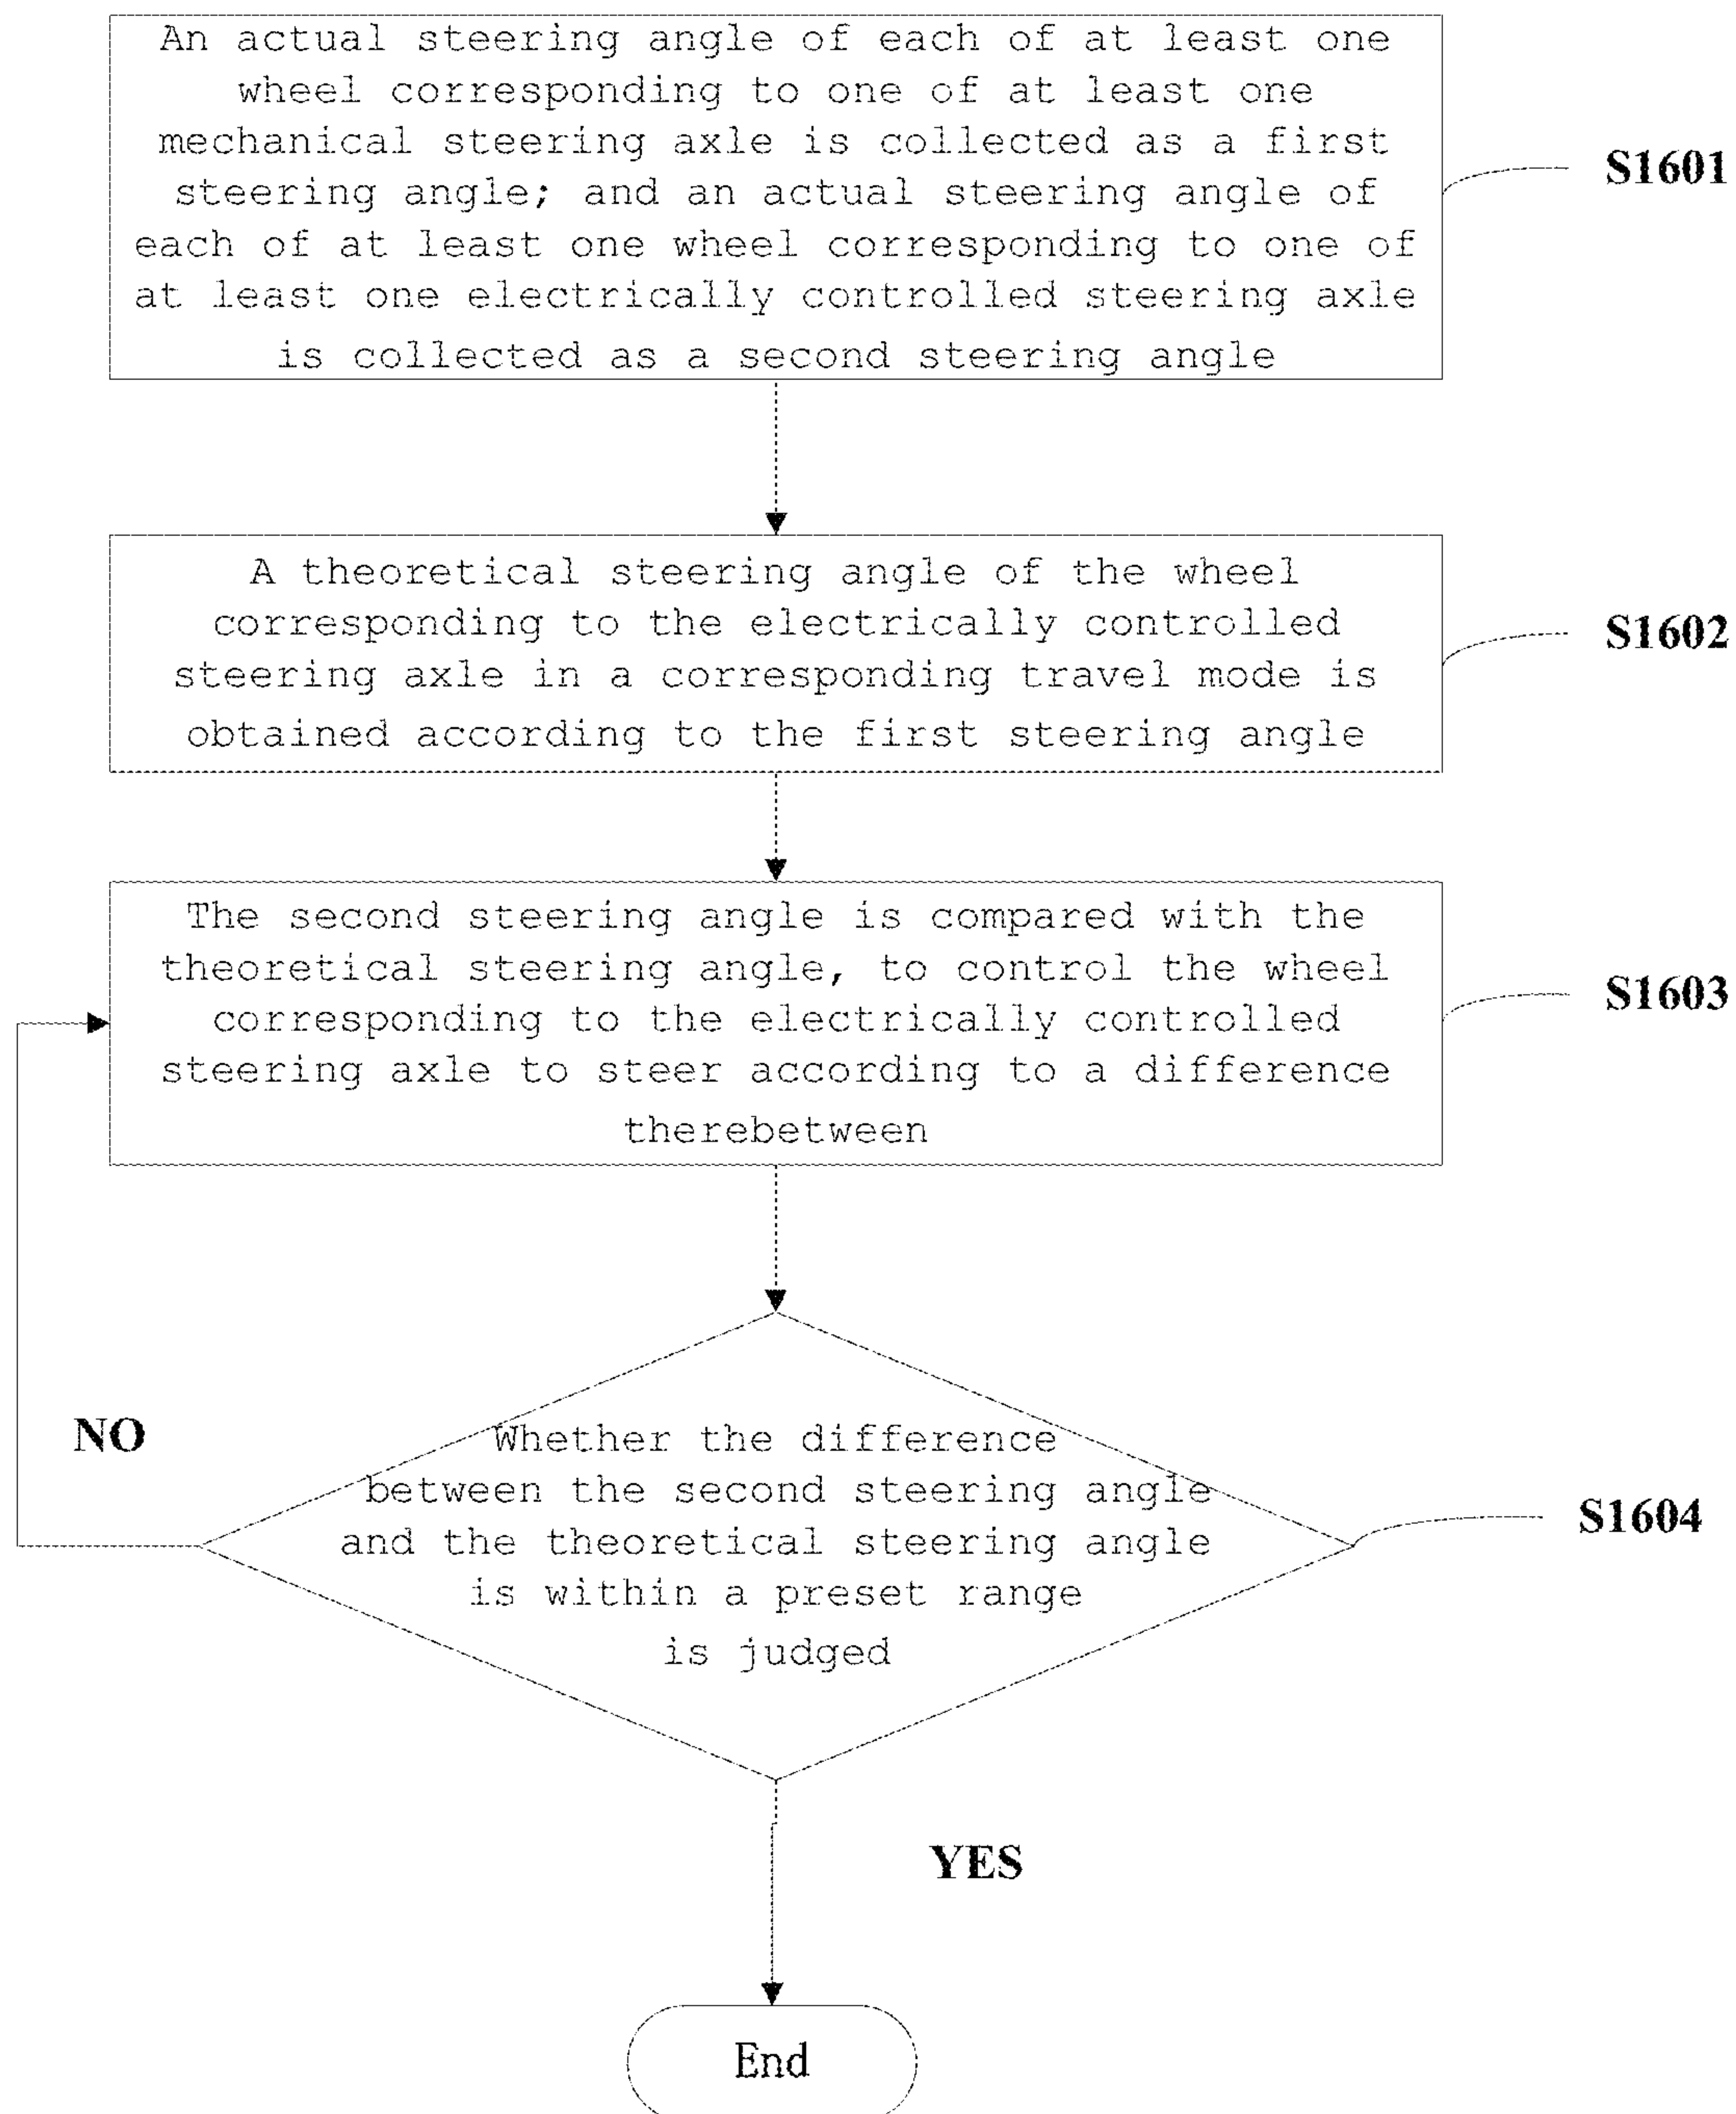 An actual steering angle of each of at least one
wheel corresponding to one of at least one
mechanical steering axle is collected as a first
steering angle; and an actual steering angle of
each of at least one wheel corresponding to one of
at least one electrically controlled steering axle
is collected as a second steering angle
S1601
A theoretical steering angle of the wheel
corresponding to the electrically controlled
steering axle in a corresponding travel mode is
obtained according to the first steering angle
S1602
The second steering angle is compared with the
theoretical steering angle, to control the wheel
corresponding to the electrically controlled
steering axle to steer according to a difference
therebetween
S1603
NO
Whether the difference
between the second steering angle
and the theoretical steering angle
is within a preset range
is judged
S1604
YES
End